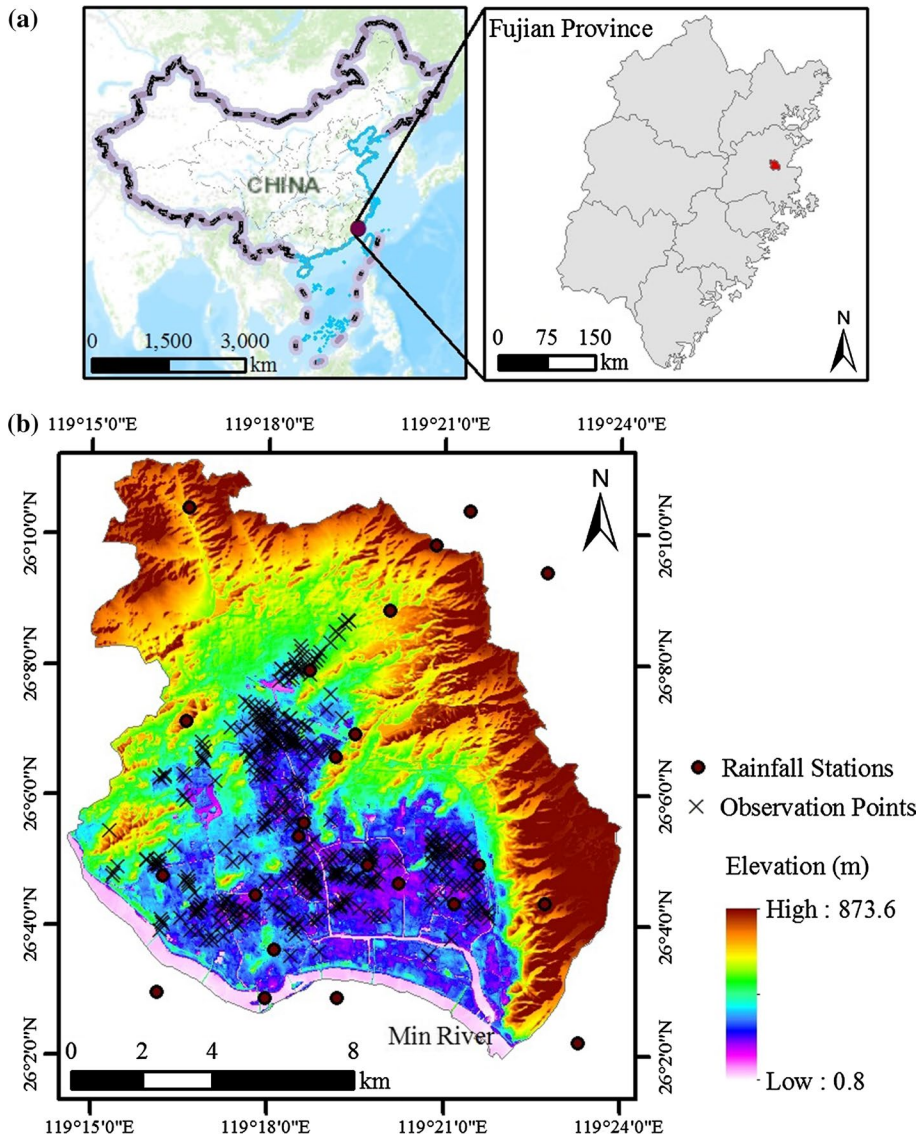 (a)
CHINA
0 1,500 3,000
km
Fujian Province
0 75 150
km
N
(b)
119°15'0"E 119°18'0"E 119°21'0"E 119°24'0"E
26°10'0"N
26°8'0"N
26°6'0"N
26°4'0"N
26°2'0"N
N
26°10'0"N
26°8'0"N
26°6'0"N
26°4'0"N
26°2'0"N
Min River
0 2 4 8
km
119°15'0"E 119°18'0"E 119°21'0"E 119°24'0"E
Rainfall Stations
Observation Points
Elevation (m)
High : 873.6
Low : 0.8